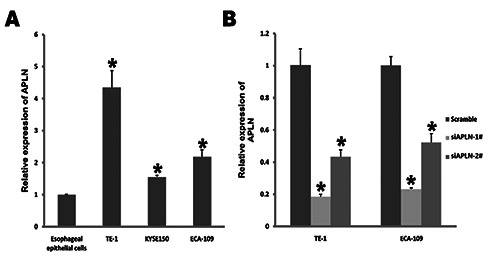 A
Relative expression of APLN
6
5
4
3
2
1
0
*
*
*
Esophageal
epithelial cells
TE-1
KYSE150
ECA-109
B
Relative expression of
APLN
1.2
1
0.8
0.6
0.4
0.2
0
*
*
*
*
TE-1
ECA-109
Scramble
siAPLN-1#
siAPLN-2#